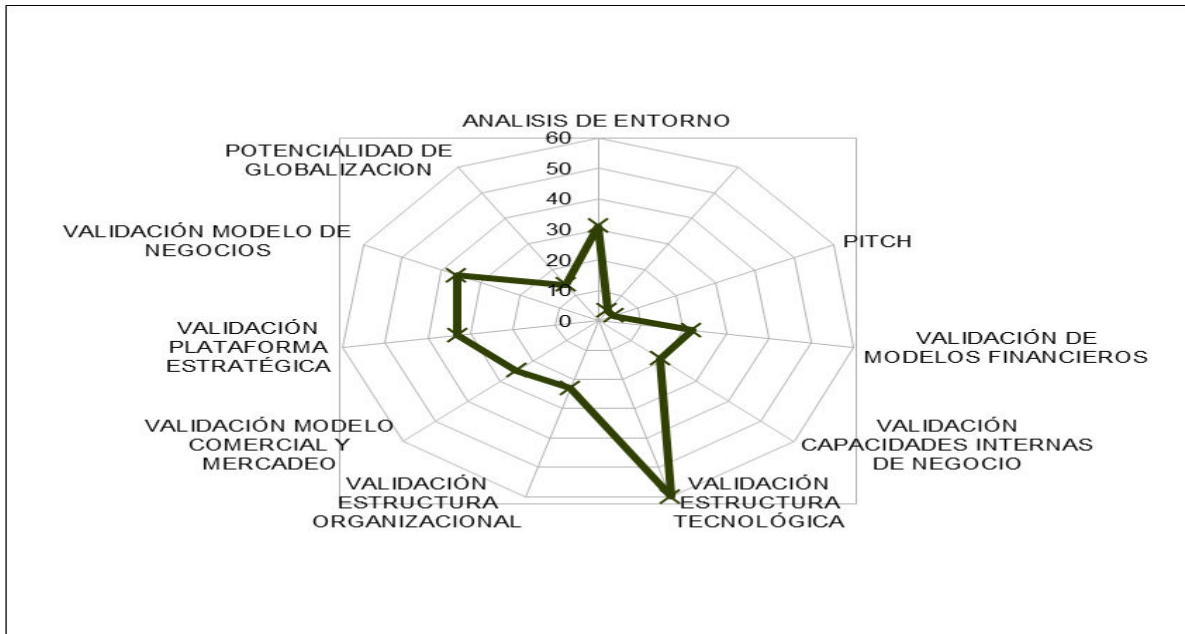 ANALISIS DE ENTORNO
60
50
40
30
20
10
0
PITCH
VALIDACIÓN DE
MODELOS FINANCIEROS
VALIDACIÓN
CAPACIDADES INTERNAS
DE NEGOCIO
VALIDACIÓN
ESTRUCTURA
TECNOLÓGICA
VALIDACIÓN
ESTRUCTURA
ORGANIZACIONAL
VALIDACIÓN MODELO
COMERCIAL Y
MERCADEO
VALIDACIÓN
PLATAFORMA
ESTRATÉGICA
VALIDACIÓN MODELO DE
NEGOCIOS
POTENCIALIDAD DE
GLOBALIZACION